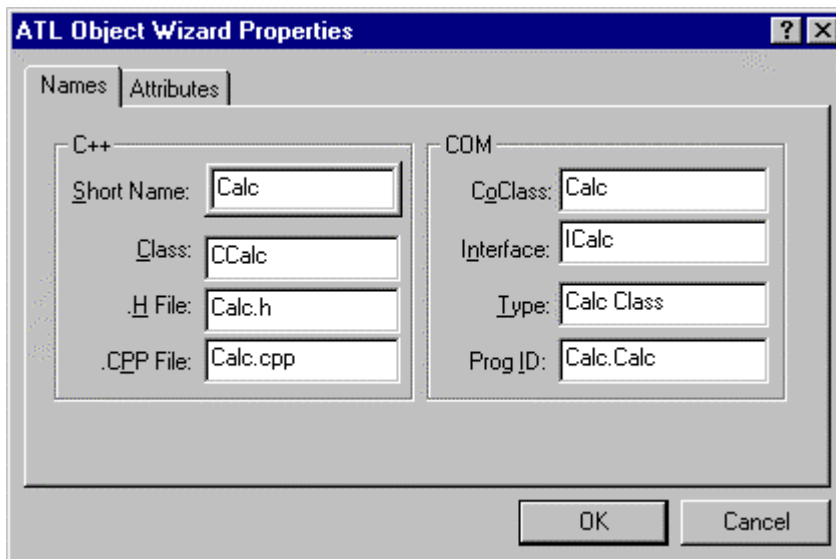 ATL Object Wizard Properties
Names
Attributes
C++
Short Name: Calc
Class: CCalc
.H File: Calc.h
.CPP File: Calc.cpp
COM
CoClass: Calc
Interface: ICalc
Type: Calc Class
Prog ID: Calc.Calc
OK
Cancel